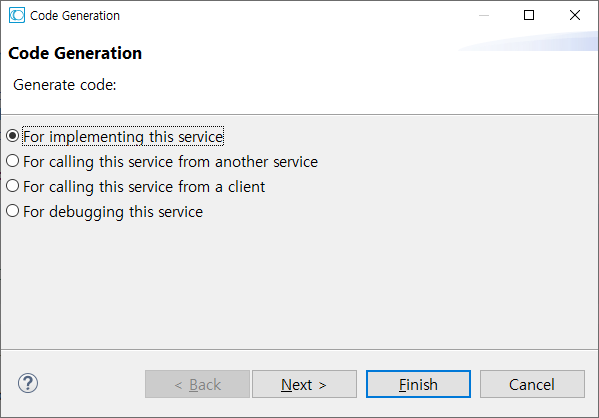 Code Generation
Code Generation
Generate code:
For implementing this service
For calling this service from another service
For calling this service from a client
For debugging this service
? < Back Next > Finish Cancel